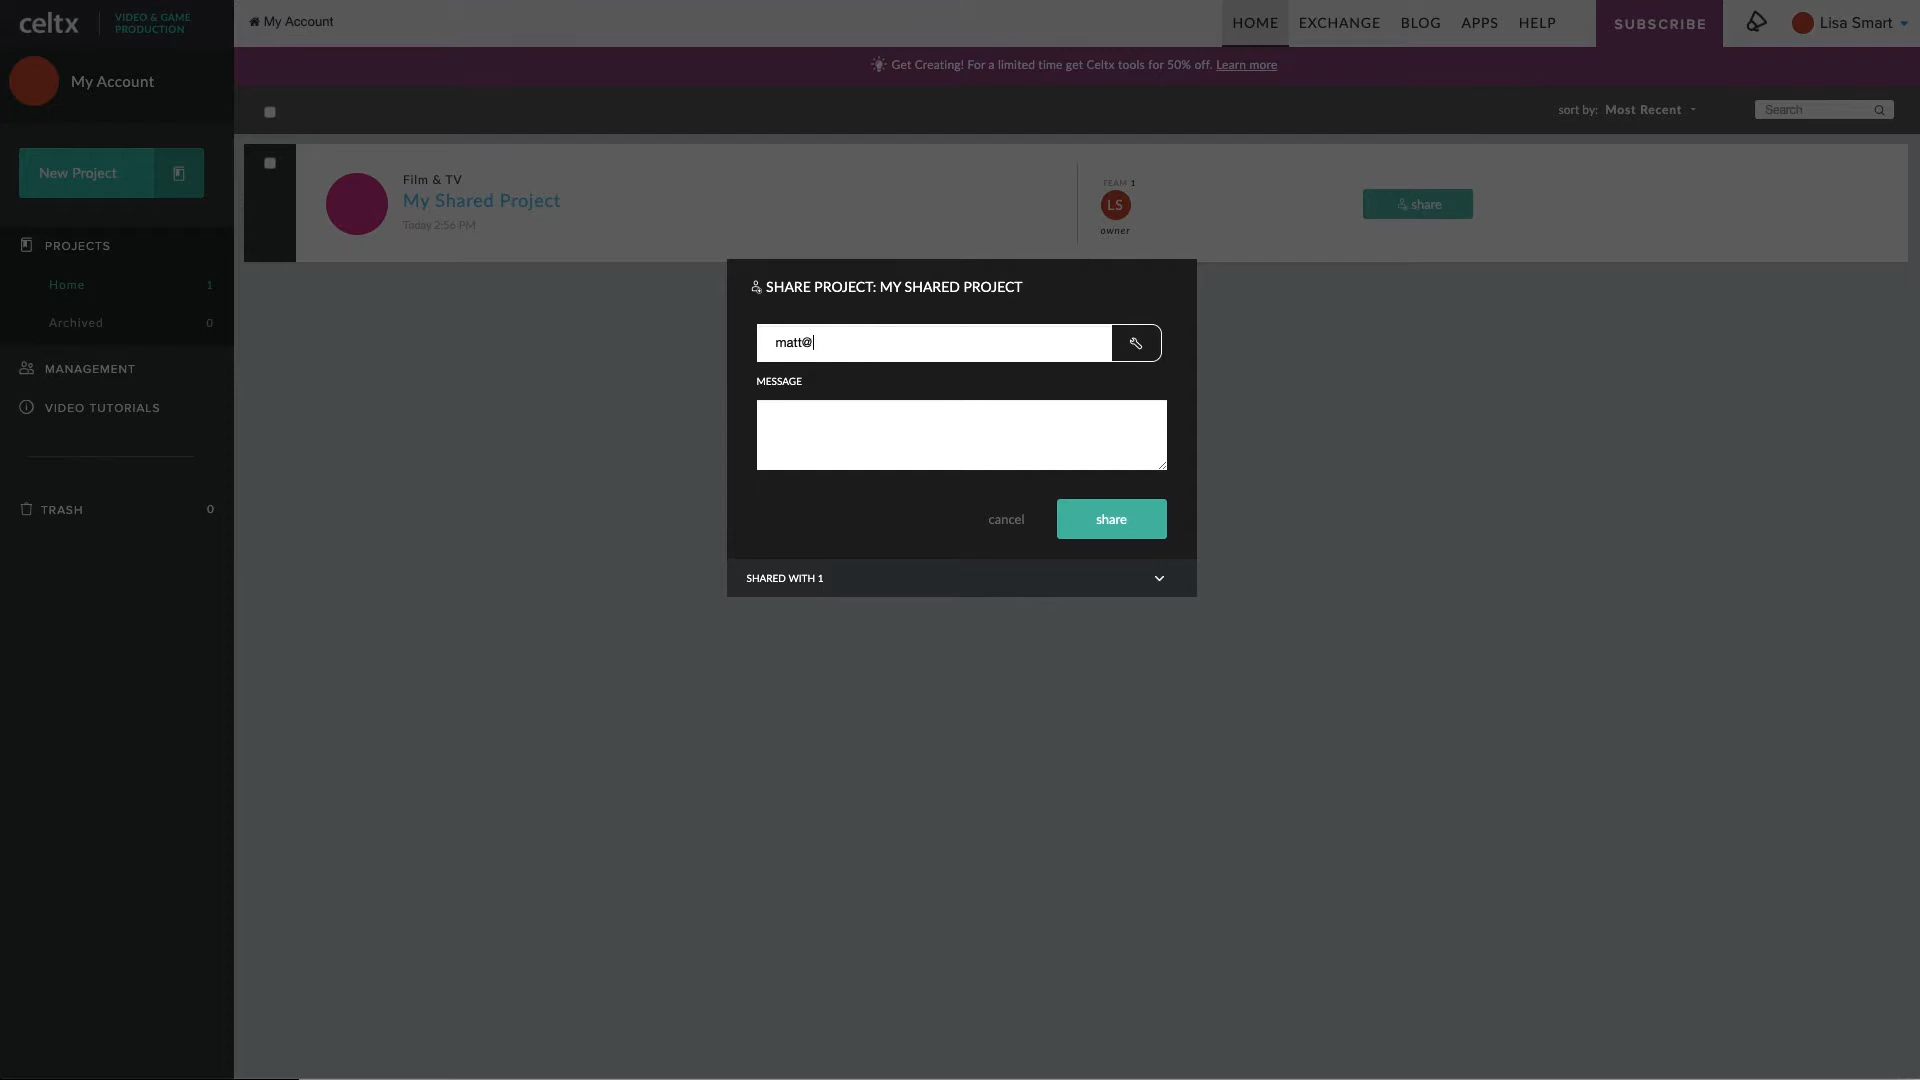 celtx
VIDEO & GAME
PRODUCTION
My Account
HOME
EXCHANGE
BLOG
APPS
HELP
SUBSCRIBE
Lisa Smart
Get Creating! For a limited time get Celtx tools for 50% off. Learn more
My Account
sort by: Most Recent
Search
New Project
PROJECTS
Home 1
Archived 0
MANAGEMENT
VIDEO TUTORIALS
TRASH 0
Film & TV
My Shared Project
Today 2:56 PM
TEAM 1
LS
owner
share
SHARE PROJECT: MY SHARED PROJECT
matt@
MESSAGE
cancel
share
SHARED WITH 1